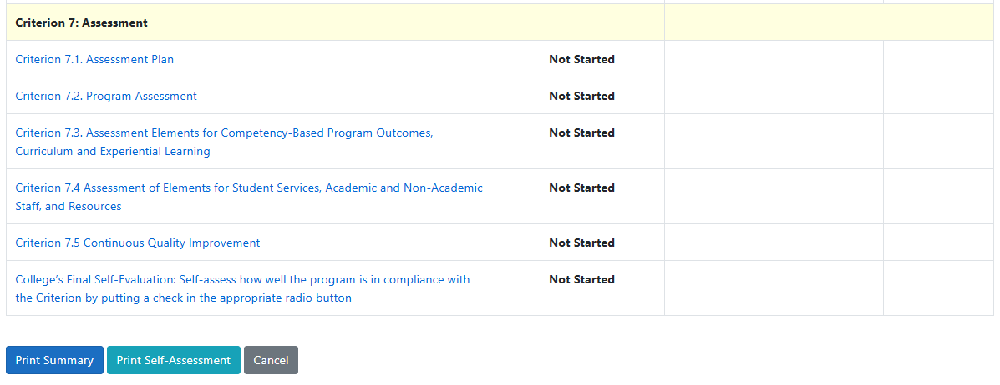 Criterion 7: Assessment
Criterion 7.1. Assessment Plan
Not Started
Criterion 7.2. Program Assessment
Not Started
Criterion 7.3. Assessment Elements for Competency-Based Program Outcomes,
Curriculum and Experiential Learning
Not Started
Criterion 7.4 Assessment of Elements for Student Services, Academic and Non-Academic
Staff, and Resources
Not Started
Criterion 7.5 Continuous Quality Improvement
Not Started
College’s Final Self-Evaluation: Self-assess how well the program is in compliance with
the Criterion by putting a check in the appropriate radio button
Not Started
Print Summary
Print Self-Assessment
Cancel